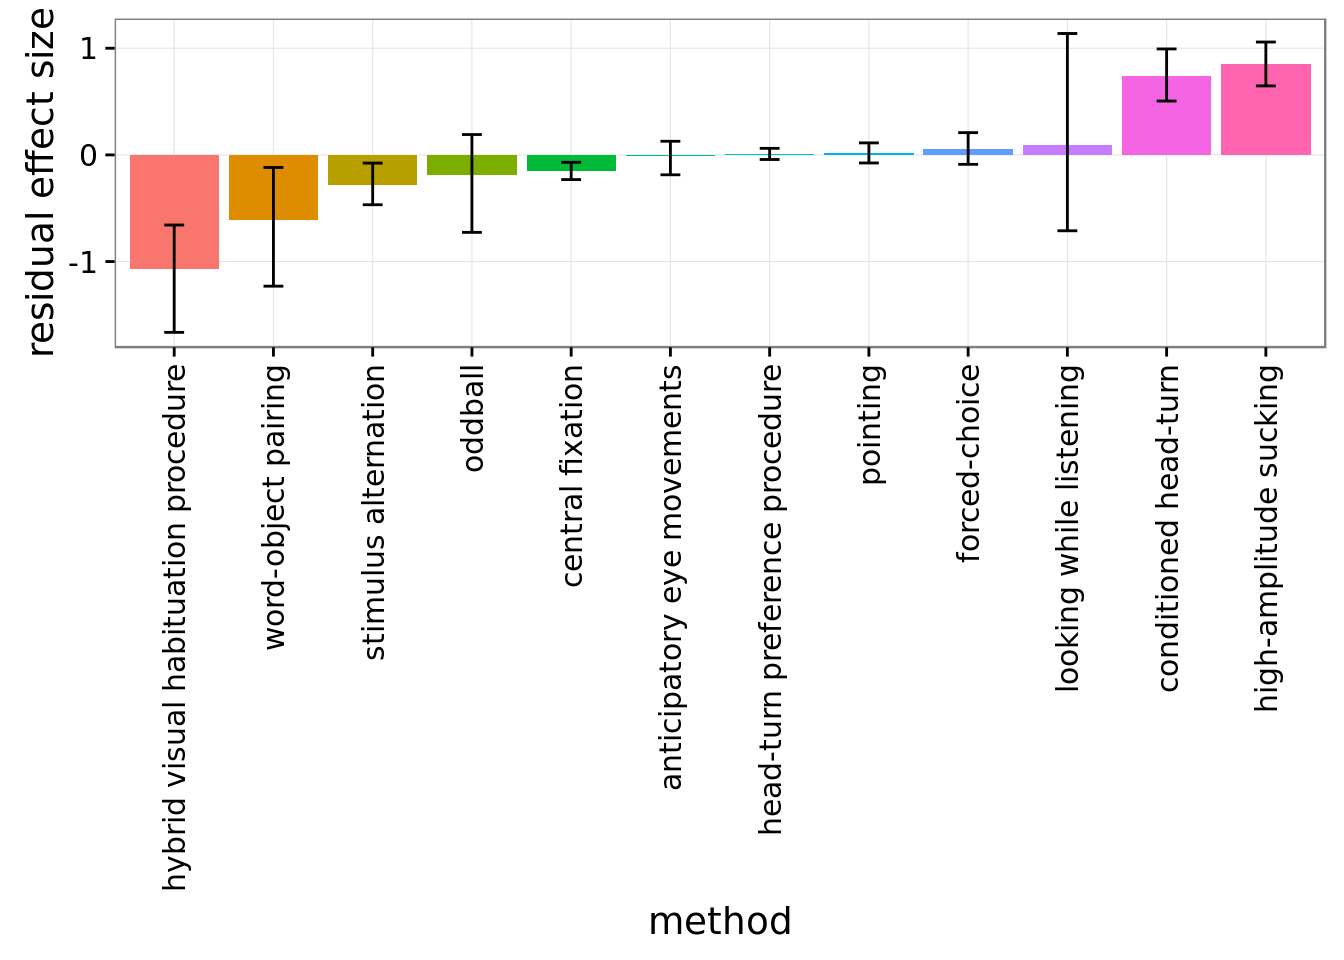 residual effect size
1
0
-1
hybrid visual habituation procedure
word-object pairing
stimulus alternation
oddball
central fixation
anticipatory eye movements
head-turn preference procedure
pointing
forced-choice
looking while listening
conditioned head-turn
high-amplitude sucking
method